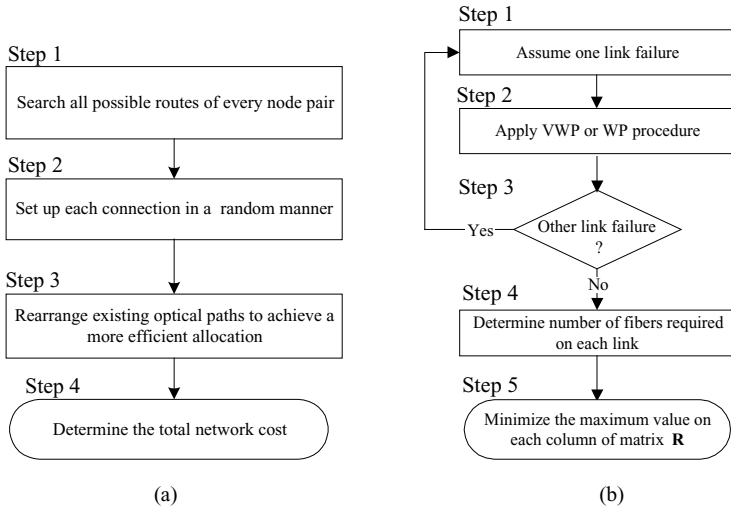 Step 1
Search all possible routes of every node pair
Step 2
Set up each connection in a random manner
Step 3
Rearrange existing optical paths to achieve a
more efficient allocation
Step 4
Determine the total network cost
(a)
Step 1
Assume one link failure
Step 2
Apply VWP or WP procedure
Step 3
Other link failure
?
Yes
No
Step 4
Determine number of fibers required
on each link
Step 5
Minimize the maximum value on
each column of matrix R
(b)